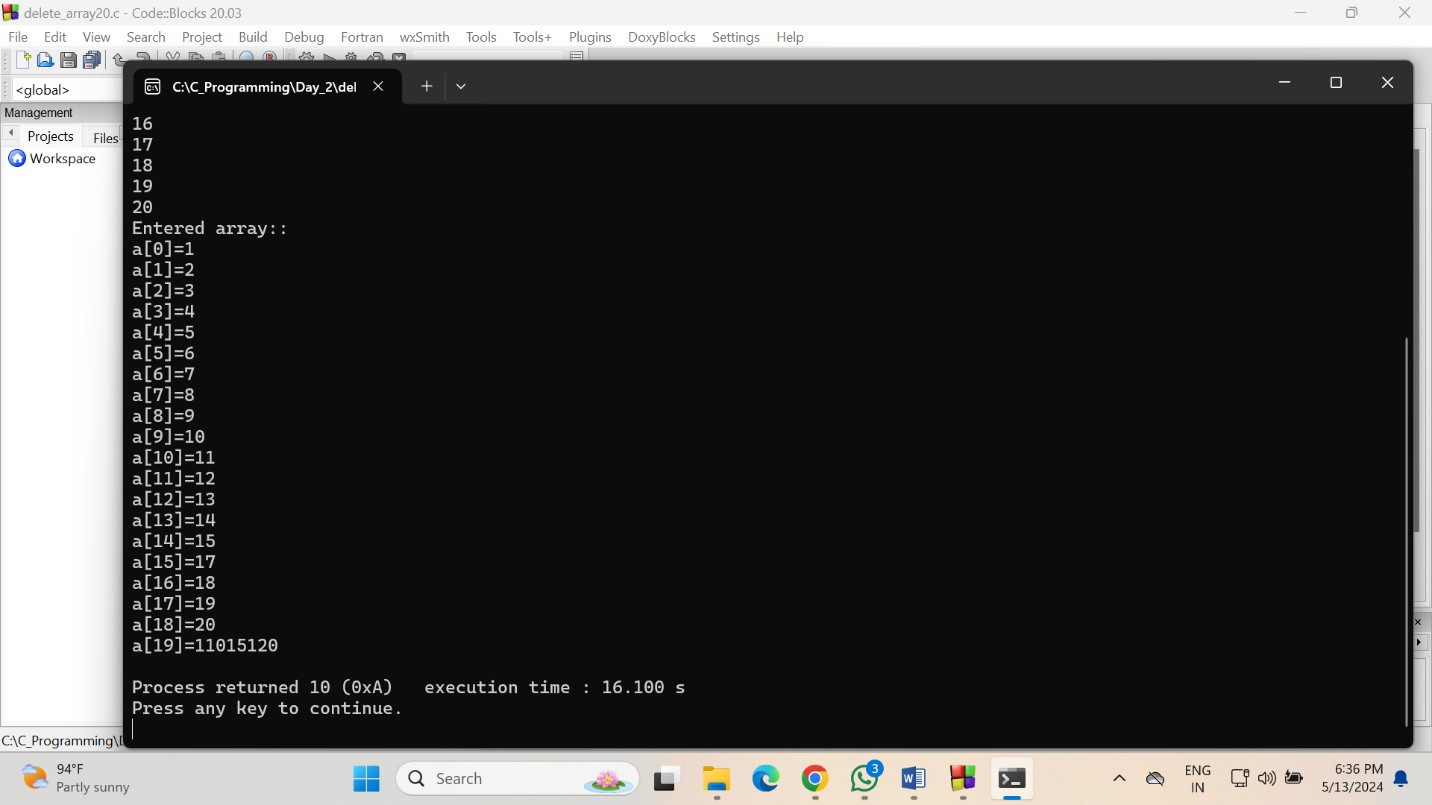 delete_array20.c - Code::Blocks 20.03
File Edit View Search Project Build Debug Fortran wxSmith Tools Tools+ Plugins DoxyBlocks Settings Help
<global>
C:\C_Programming\Day_2\del
Management
Projects Files
Workspace
16
17
18
19
20
Entered array::
a[0]=1
a[1]=2
a[2]=3
a[3]=4
a[4]=5
a[5]=6
a[6]=7
a[7]=8
a[8]=9
a[9]=10
a[10]=11
a[11]=12
a[12]=13
a[13]=14
a[14]=15
a[15]=17
a[16]=18
a[17]=19
a[18]=20
a[19]=11015120
Process returned 10 (0xA)   execution time : 16.100 s
Press any key to continue.
C:\C_Programming\
94°F
Partly sunny
Search
3
ENG
IN
6:36 PM
5/13/2024